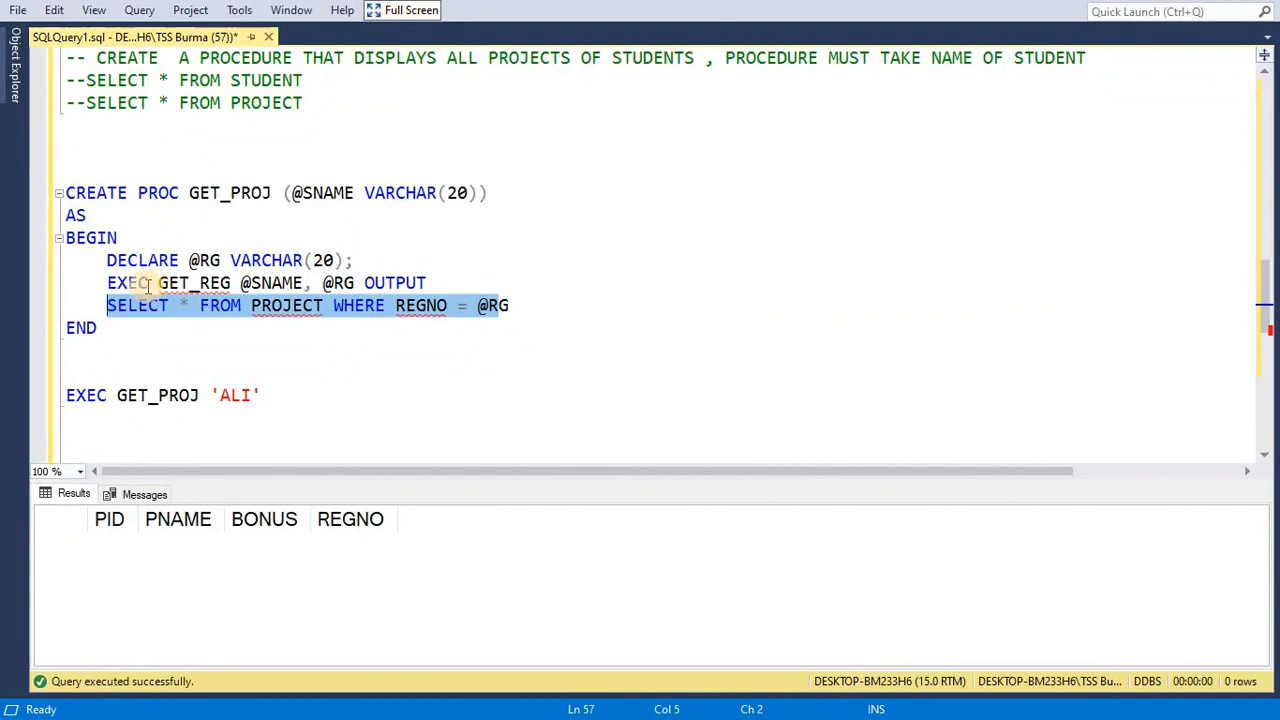 File Edit View Query Project Tools Window Help Full Screen Quick Launch (Ctrl+Q)
SQLQuery1.sql - DE...H6\TSS Burma (57))*
Object Explorer
-- CREATE A PROCEDURE THAT DISPLAYS ALL PROJECTS OF STUDENTS , PROCEDURE MUST TAKE NAME OF STUDENT
--SELECT * FROM STUDENT
--SELECT * FROM PROJECT
CREATE PROC GET_PROJ (@SNAME VARCHAR(20))
AS
BEGIN
DECLARE @RG VARCHAR(20);
EXEC GET_REG @SNAME, @RG OUTPUT
SELECT * FROM PROJECT WHERE REGNO = @RG
END
EXEC GET_PROJ 'ALI'
100 %
Results Messages
PID PNAME BONUS REGNO
Query executed successfully. DESKTOP-BM233H6 (15.0 RTM) DESKTOP-BM233H6\TSS Bu... DDBS 00:00:00 0 rows
Ready Ln 57 Col 5 Ch 2 INS